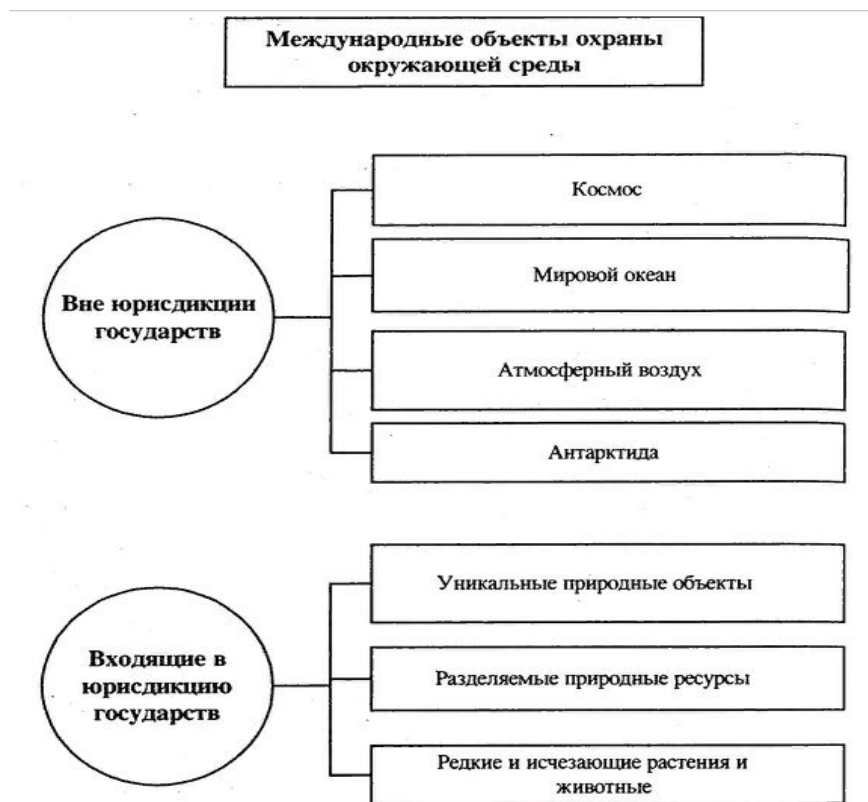 Международные объекты охраны
окружающей среды
Вне юрисдикции
государств
Космос
Мировой океан
Атмосферный воздух
Антарктида
Входящие в
юрисдикцию
государств
Уникальные природные объекты
Разделяемые природные ресурсы
Редкие и исчезающие растения и
животные